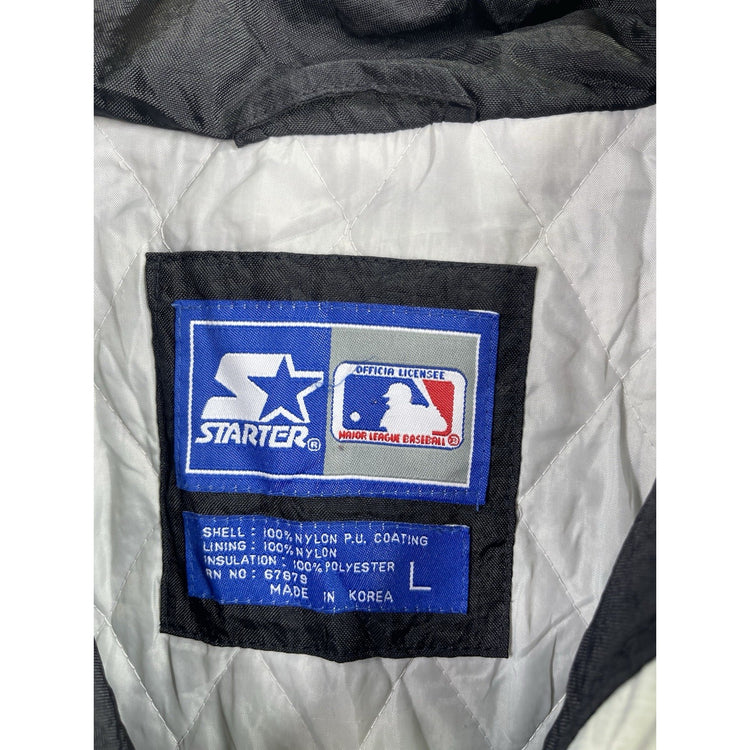 OFFICIA LICENSEE
STARTER®
MAJOR LEAGUE BASEBALL®
SHELL : 100% NYLON P.U. COATING
LINING : 100% NYLON
INSULATION : 100% POLYESTER
RN NO : 67979
MADE IN KOREA
L